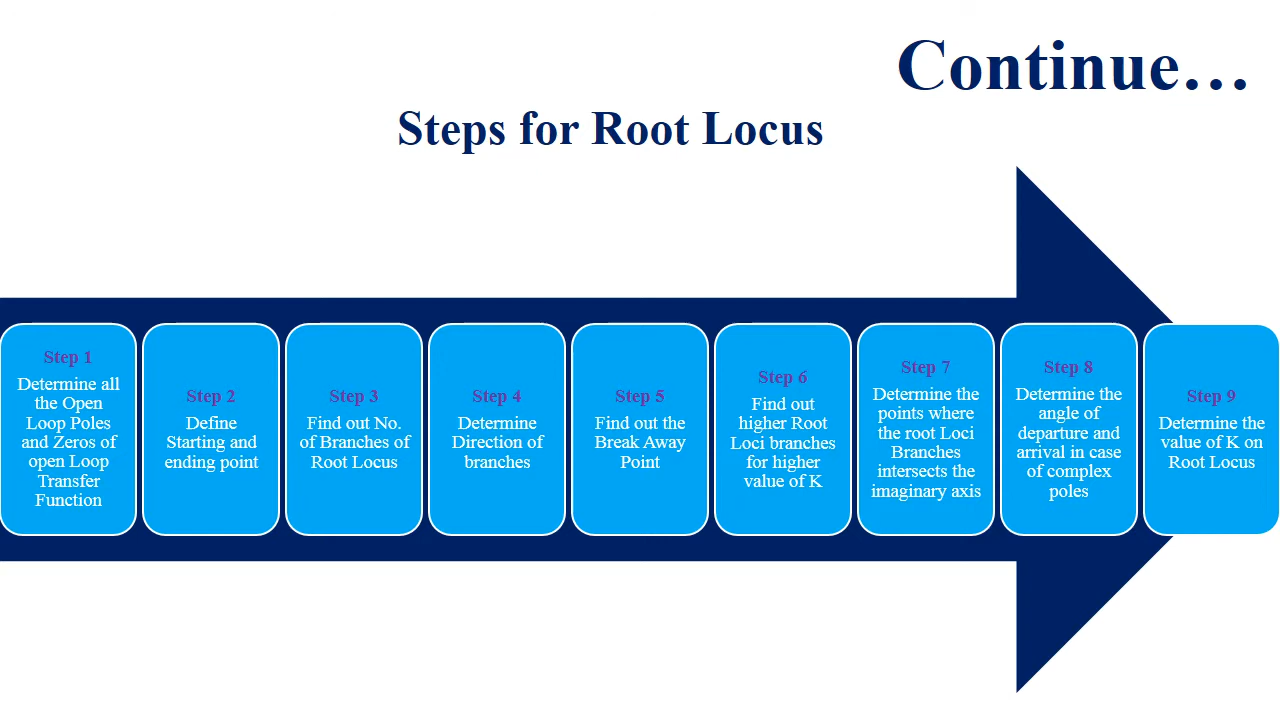 Continue…
Steps for Root Locus
Step 1
Determine all
the Open
Loop Poles
and Zeros of
open Loop
Transfer
Function
Step 2
Define
Starting and
ending point
Step 3
Find out No.
of Branches of
Root Locus
Step 4
Determine
Direction of
branches
Step 5
Find out the
Break Away
Point
Step 6
Find out
higher Root
Loci branches
for higher
value of K
Step 7
Determine the
points where
the root Loci
Branches
intersects the
imaginary axis
Step 8
Determine the
angle of
departure and
arrival in case
of complex
poles
Step 9
Determine the
value of K on
Root Locus